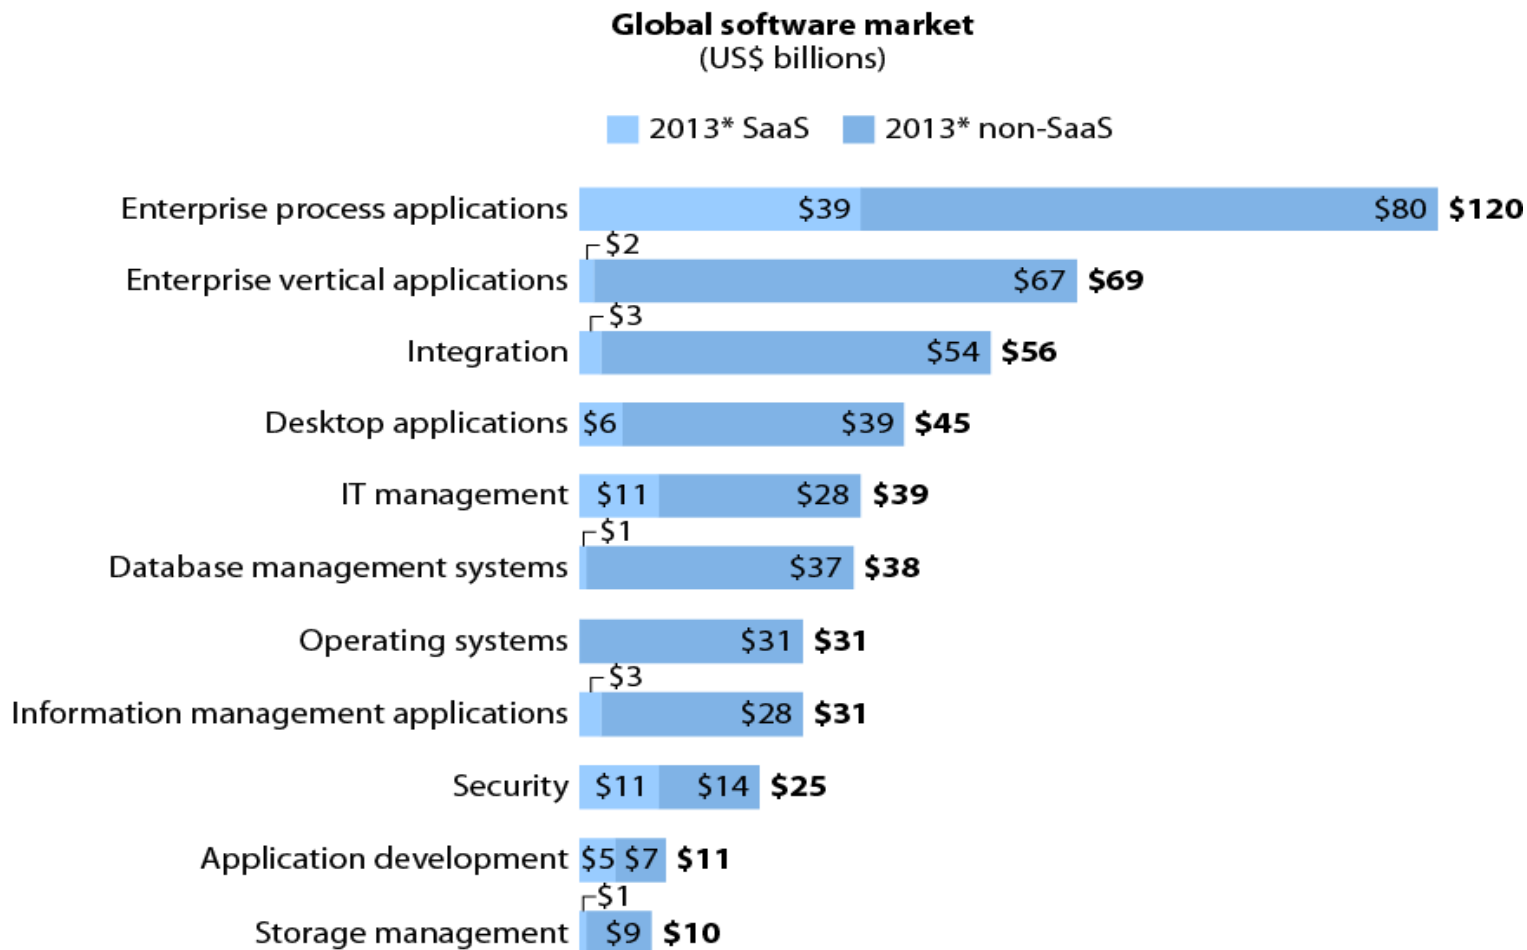 Global software market
(US$ billions)
2013* SaaS 2013* non-SaaS
Enterprise process applications $39 $80 $120
$2
Enterprise vertical applications $67 $69
$3
Integration $54 $56
Desktop applications $6 $39 $45
IT management $11 $28 $39
$1
Database management systems $37 $38
Operating systems $31 $31
$3
Information management applications $28 $31
Security $11 $14 $25
Application development $5 $7 $11
$1
Storage management $9 $10